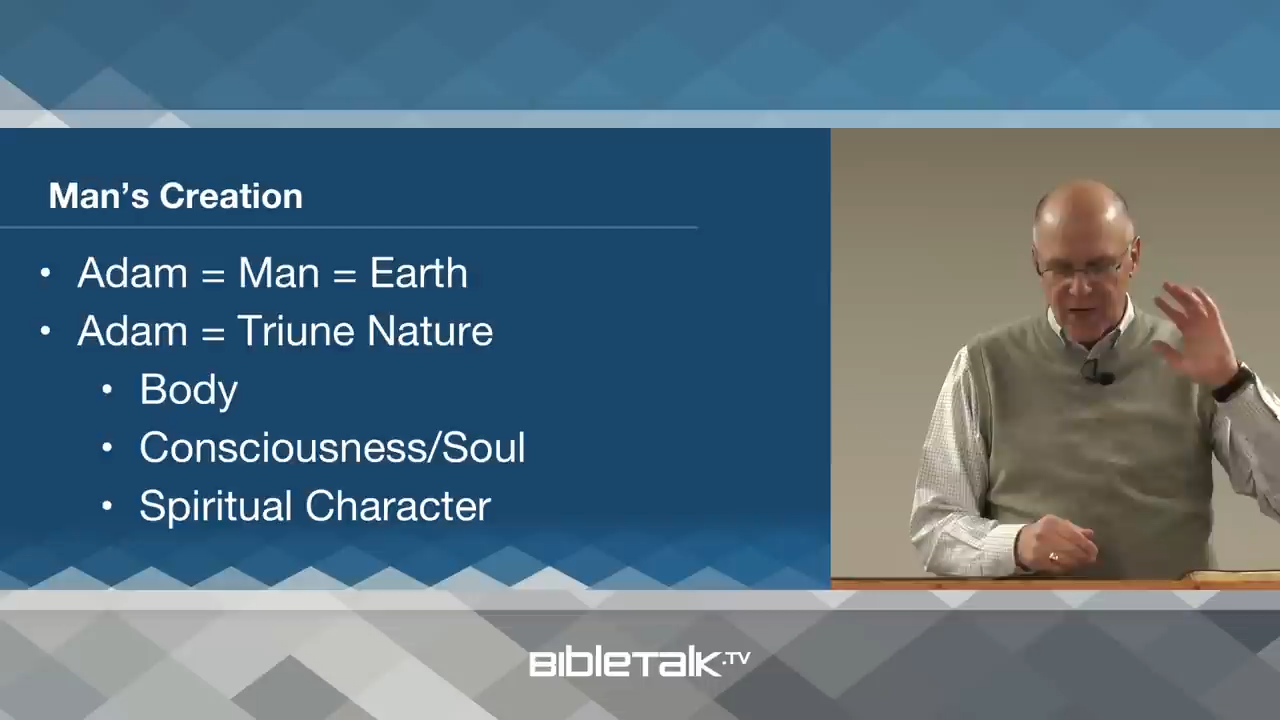 Man's Creation
• Adam = Man = Earth
• Adam = Triune Nature
• Body
• Consciousness/Soul
• Spiritual Character
BIBLETALK.TV